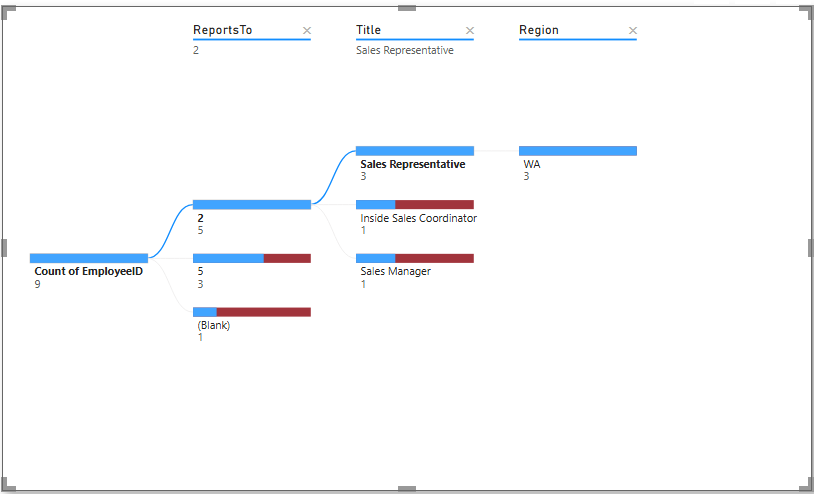 ReportsTo
2
Title
Sales Representative
Region
Count of EmployeeID
9
2
5
5
3
(Blank)
1
Sales Representative
3
Inside Sales Coordinator
1
Sales Manager
1
WA
3